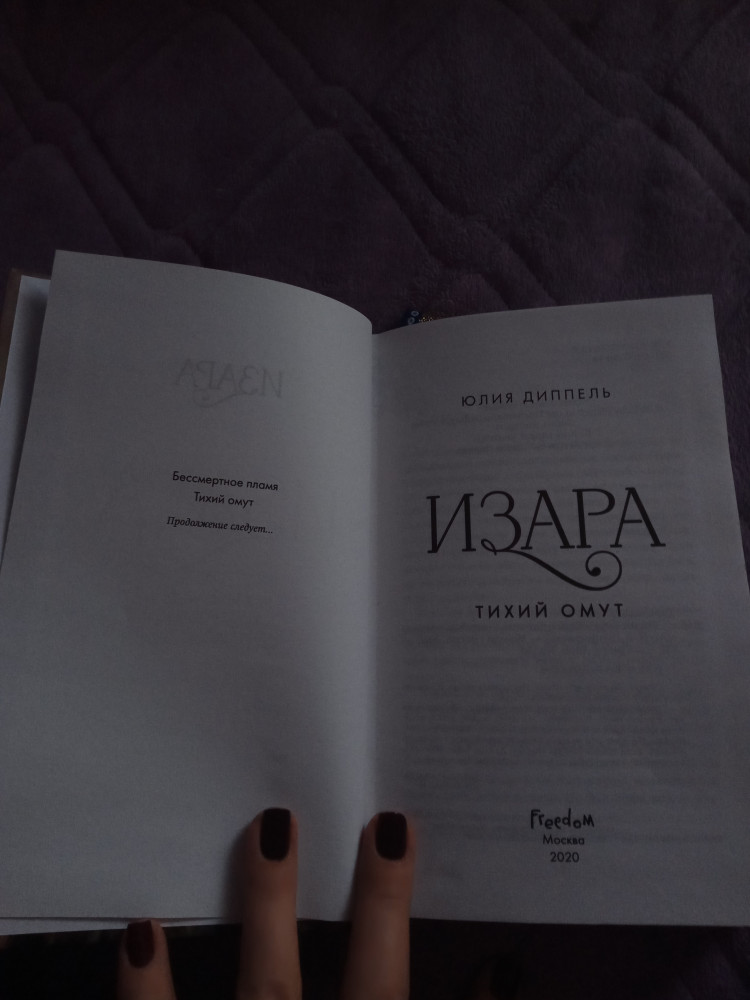 Бессмертное пламя
Тихий омут
Продолжение следует...
ЮЛИЯ ДИППЕЛЬ
ИЗАРА
ТИХИЙ ОМУТ
Freedom
Москва
2020